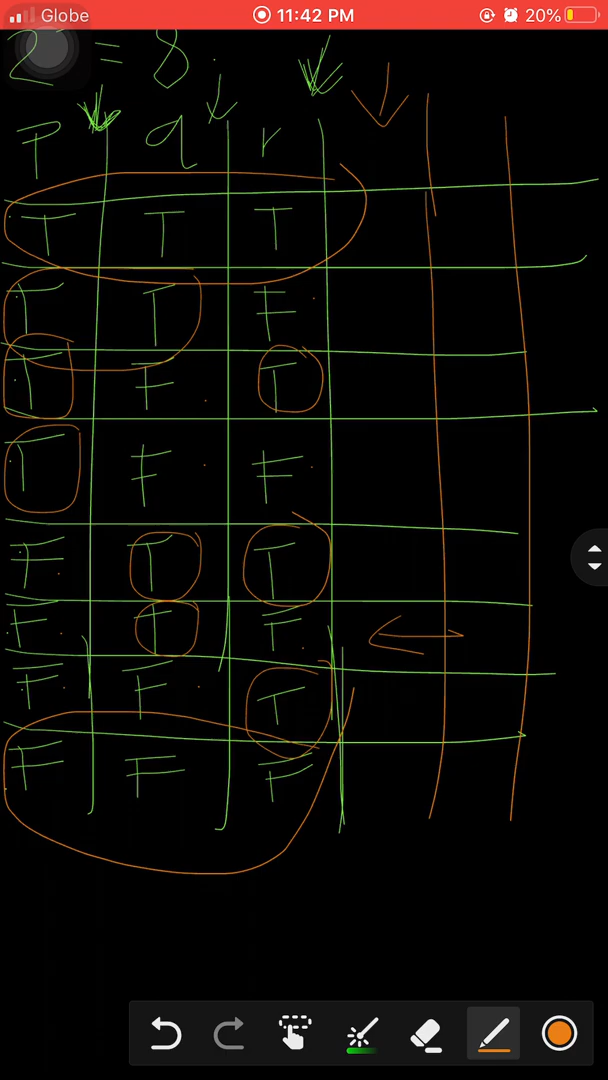 Globe 11:42 PM 20%
2 = 8.
p q r
T T T
T T F
T F T
T F F
F T T
F T F
F F T
F F F